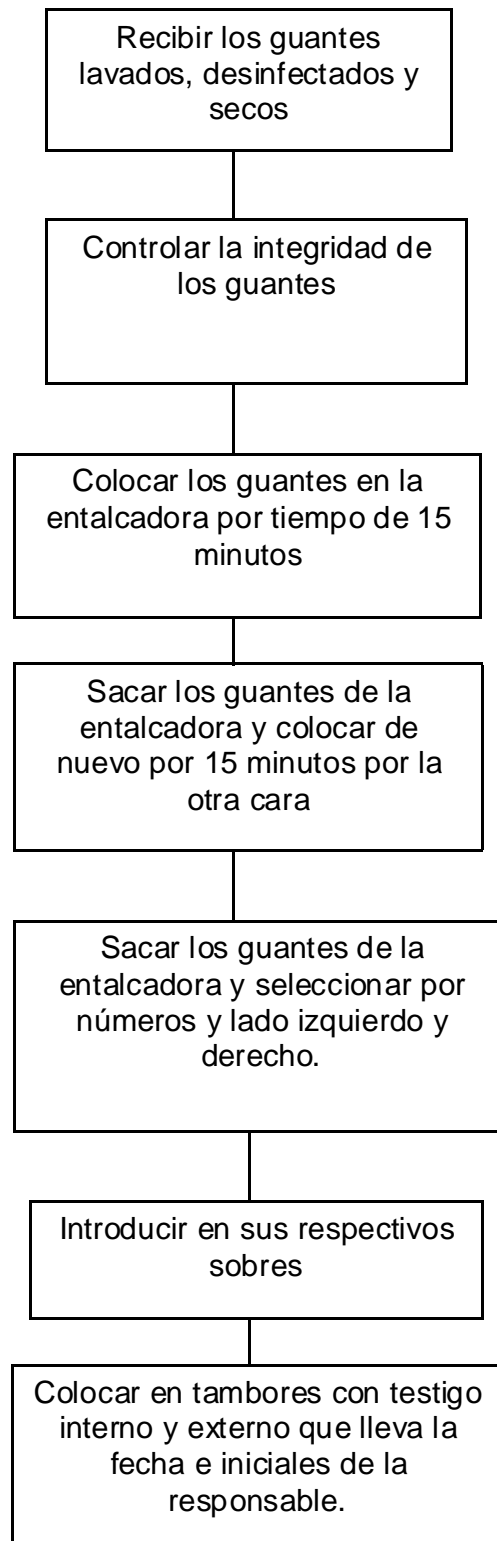 Recibir los guantes
lavados, desinfectados y
secos
Controlar la integridad de
los guantes
Colocar los guantes en la
entalcadora por tiempo de 15
minutos
Sacar los guantes de la
entalcadora y colocar de
nuevo por 15 minutos por la
otra cara
Sacar los guantes de la
entalcadora y seleccionar por
números y lado izquierdo y
derecho.
Introducir en sus respectivos
sobres
Colocar en tambores con testigo
interno y externo que lleva la
fecha e iniciales de la
responsable.